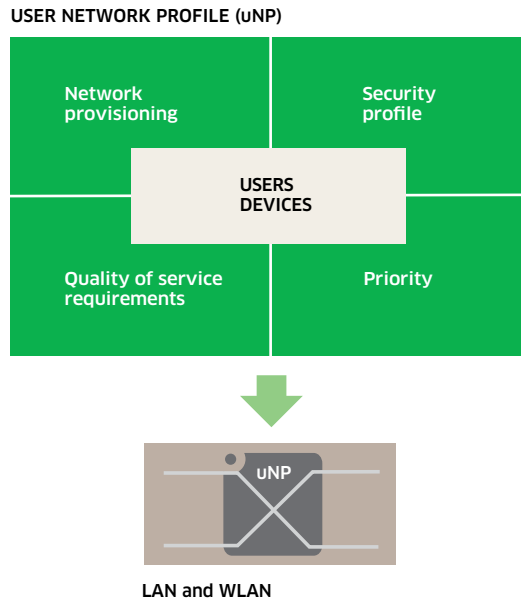 USER NETWORK PROFILE (uNP)
Network
provisioning
Security
profile
USERS
DEVICES
Quality of service
requirements
Priority
uNP
LAN and WLAN